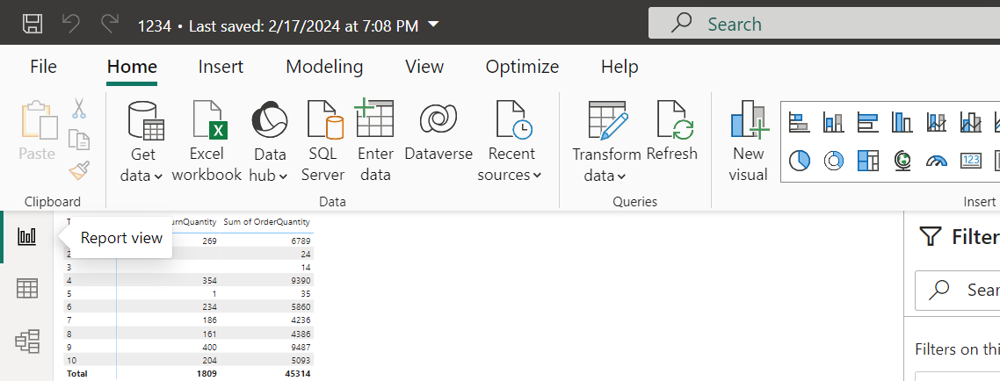 1234 • Last saved: 2/17/2024 at 7:08 PM
Search
File Home Insert Modeling View Optimize Help
Paste
Get data
Excel workbook
Data hub
SQL Server
Enter data
Dataverse
Recent sources
Transform data
Refresh
New visual
123
Clipboard Data Queries Insert
T urnQuantity Sum of OrderQuantity
Report view
269 6789
2 24
3 14
4 354 9390
5 1 35
6 234 5860
7 186 4236
8 161 4386
9 400 9487
10 204 5093
Total 1809 45314
Filter
Sear
Filters on thi